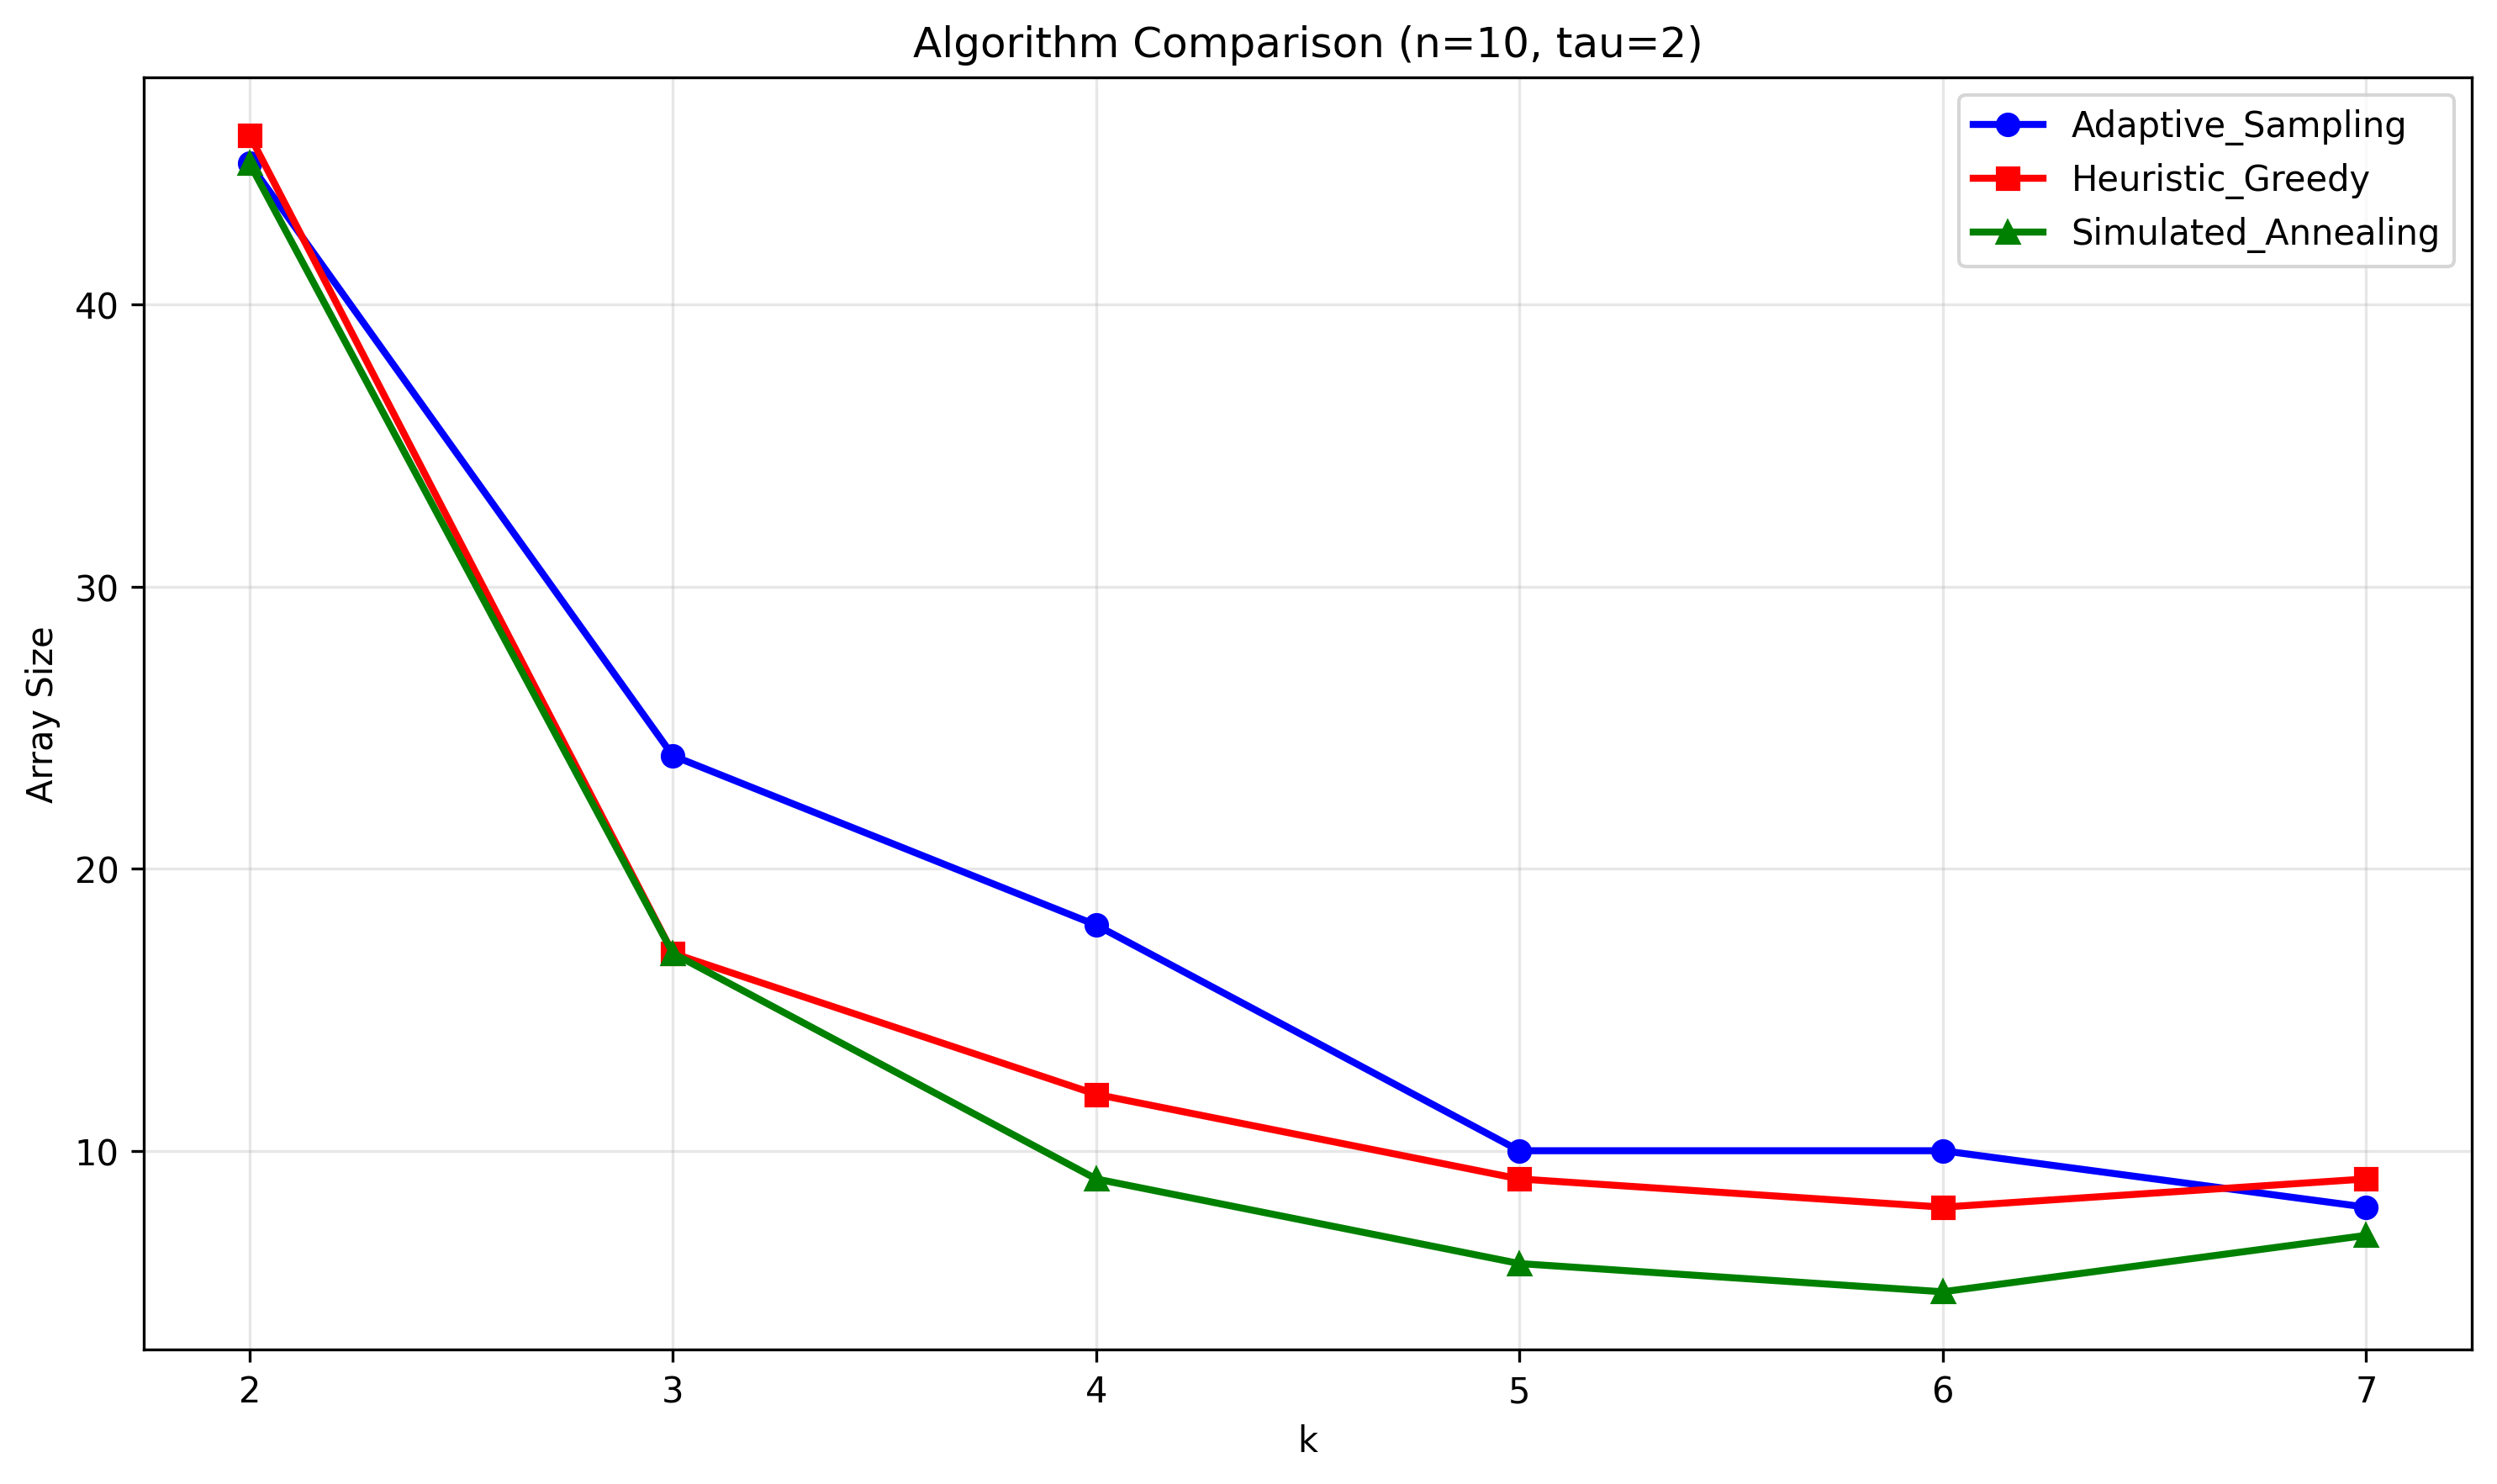 Algorithm Comparison (n=10, tau=2)
Adaptive_Sampling
Heuristic_Greedy
Simulated_Annealing
Array Size
40
30
20
10
2 3 4 5 6 7
k